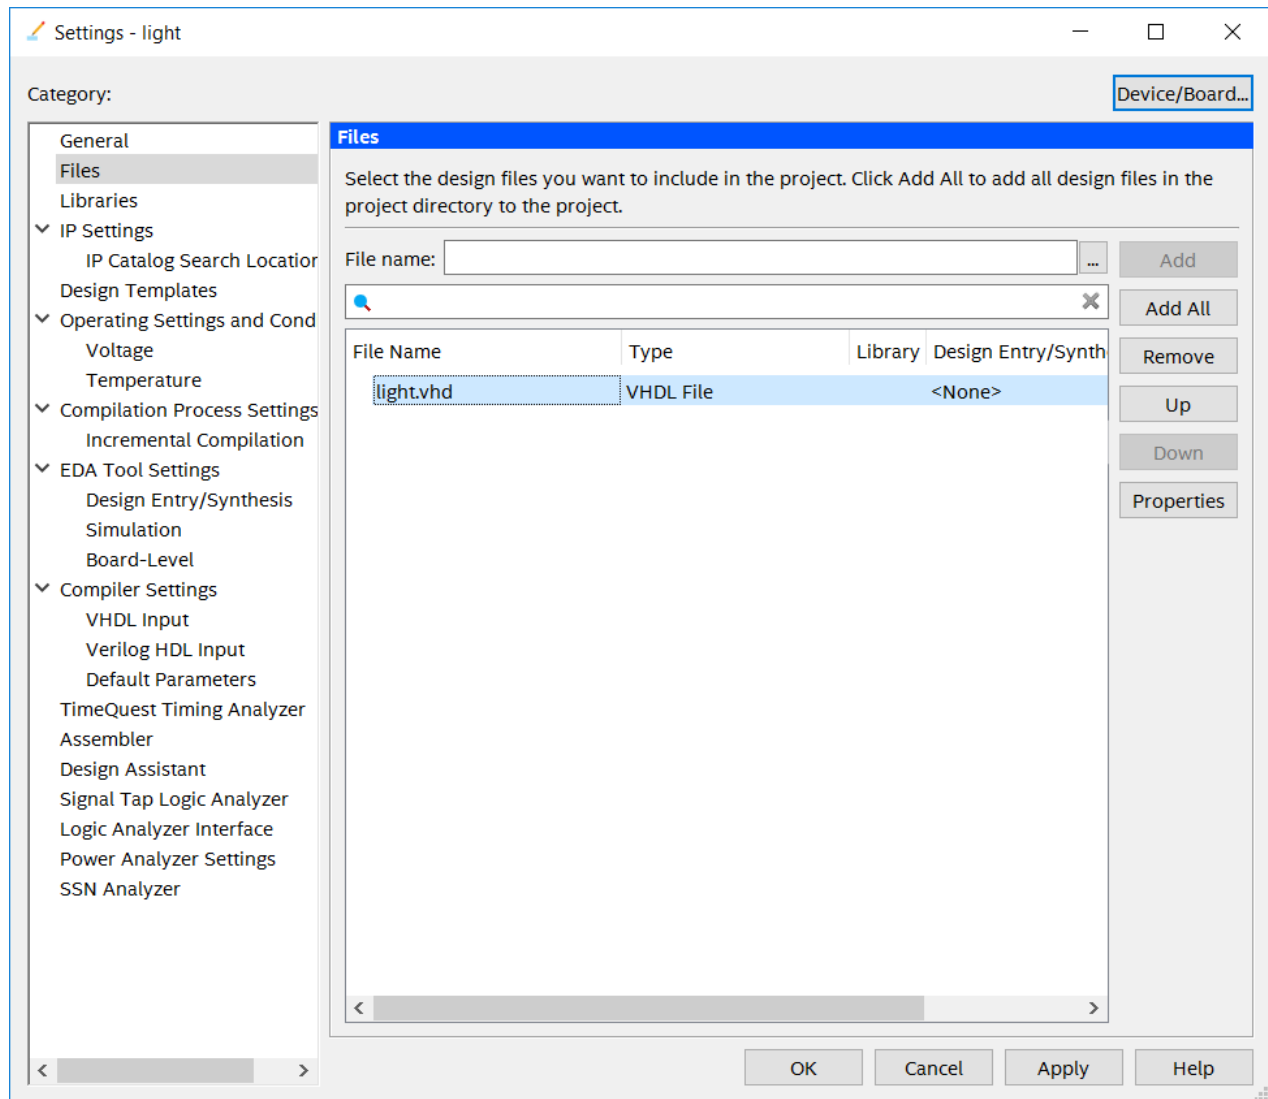 Settings - light
Category:
Device/Board...
General
Files
Libraries
IP Settings
IP Catalog Search Location
Design Templates
Operating Settings and Cond
Voltage
Temperature
Compilation Process Settings
Incremental Compilation
EDA Tool Settings
Design Entry/Synthesis
Simulation
Board-Level
Compiler Settings
VHDL Input
Verilog HDL Input
Default Parameters
TimeQuest Timing Analyzer
Assembler
Design Assistant
Signal Tap Logic Analyzer
Logic Analyzer Interface
Power Analyzer Settings
SSN Analyzer
Files
Select the design files you want to include in the project. Click Add All to add all design files in the
project directory to the project.
File name:
...
Add
Add All
File Name Type Library Design Entry/Synth
Remove
light.vhd VHDL File <None>
Up
Down
Properties
OK Cancel Apply Help